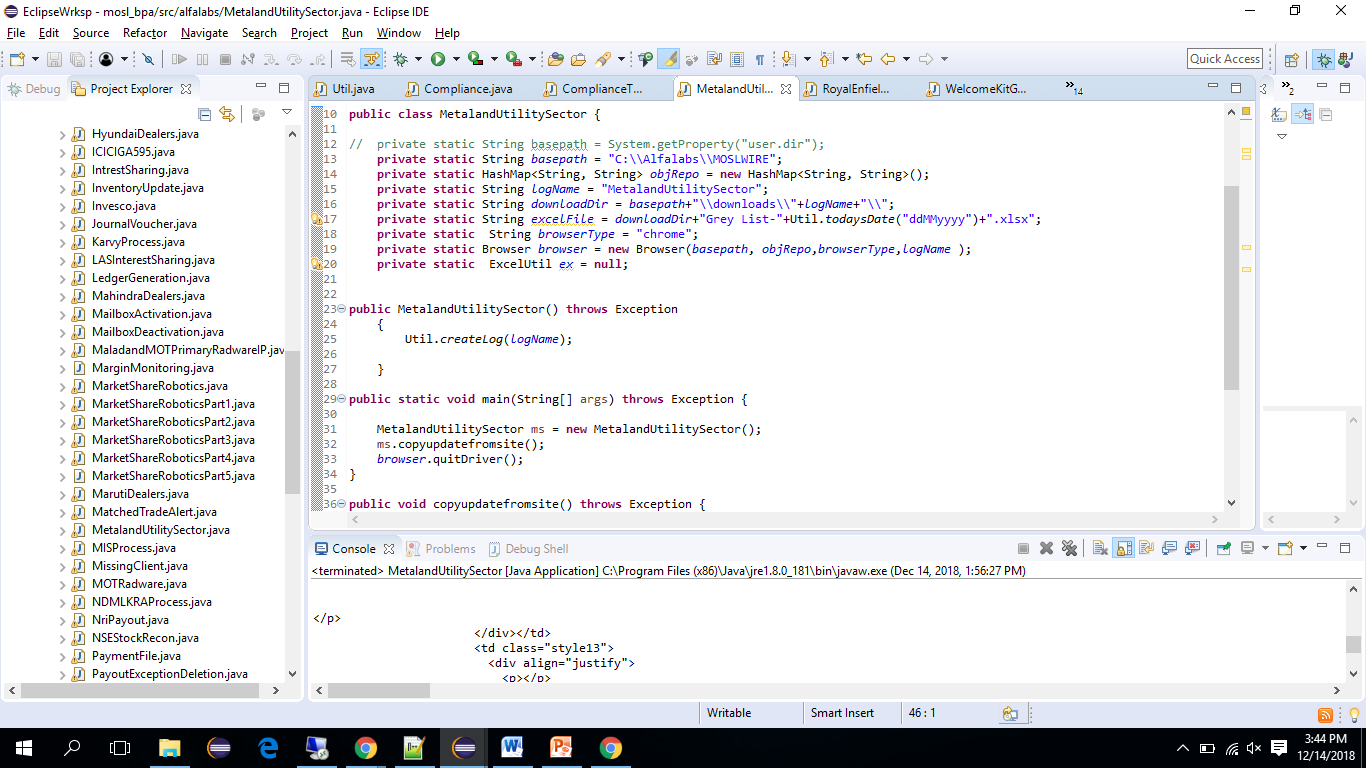 EclipseWrksp - mosl_bpa/src/alfalabs/MetalandUtilitySector.java - Eclipse IDE
File Edit Source Refactor Navigate Search Project Run Window Help
Quick Access
Debug Project Explorer
Util.java Compliance.java ComplianceT... MetalandUtil... RoyalEnfiel... WelcomeKitG... »14
»2
HyundaiDealers.java
ICICIGA595.java
IntrestSharing.java
InventoryUpdate.java
Invesco.java
JournalVoucher.java
KarvyProcess.java
LASInterestSharing.java
LedgerGeneration.java
MahindraDealers.java
MailboxActivation.java
MailboxDeactivation.java
MaladandMOTPrimaryRadwareIP.jav
MarginMonitoring.java
MarketShareRobotics.java
MarketShareRoboticsPart1.java
MarketShareRoboticsPart2.java
MarketShareRoboticsPart3.java
MarketShareRoboticsPart4.java
MarketShareRoboticsPart5.java
MarutiDealers.java
MatchedTradeAlert.java
MetalandUtilitySector.java
MISProcess.java
MissingClient.java
MOTRadware.java
NDMLKRAProcess.java
NriPayout.java
NSEStockRecon.java
PaymentFile.java
PayoutExceptionDeletion.java
10 public class MetalandUtilitySector {
11
12 // private static String basepath = System.getProperty("user.dir");
13 private static String basepath = "C:\\Alfalabs\\MOSLWIRE";
14 private static HashMap<String, String> objRepo = new HashMap<String, String>();
15 private static String logName = "MetalandUtilitySector";
16 private static String downloadDir = basepath+"\\downloads\\"+logName+"\\";
17 private static String excelFile = downloadDir+"Grey List-"+Util.todaysDate("ddMMyyyy")+".xlsx";
18 private static String browserType = "chrome";
19 private static Browser browser = new Browser(basepath, objRepo,browserType,logName );
20 private static ExcelUtil ex = null;
21
22
23 public MetalandUtilitySector() throws Exception
24 {
25 Util.createLog(logName);
26
27 }
28
29 public static void main(String[] args) throws Exception {
30
31 MetalandUtilitySector ms = new MetalandUtilitySector();
32 ms.copyupdatefromsite();
33 browser.quitDriver();
34 }
35
36 public void copyupdatefromsite() throws Exception {
Console Problems Debug Shell
<terminated> MetalandUtilitySector [Java Application] C:\Program Files (x86)\Java\jre1.8.0_181\bin\javaw.exe (Dec 14, 2018, 1:56:27 PM)
</p>
</div></td>
<td class="style13">
<div align="justify">
<p></p>
Writable Smart Insert 46 : 1
3:44 PM
12/14/2018